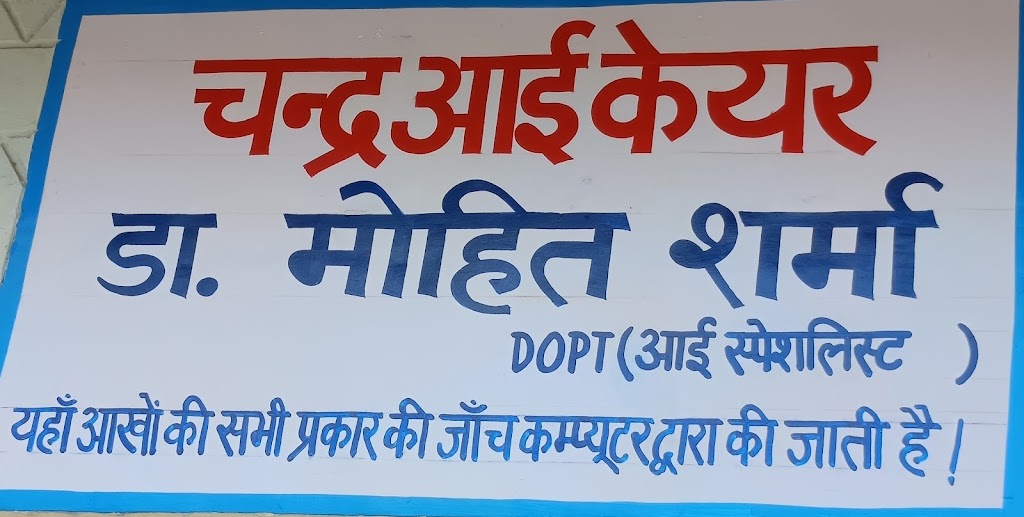 चन्द्र आई केयर
डा. मोहित शर्मा
DOPT (आई स्पेशलिस्ट )
यहाँ आखों की सभी प्रकार की जाँच कम्प्यूटर द्वारा की जाती है !